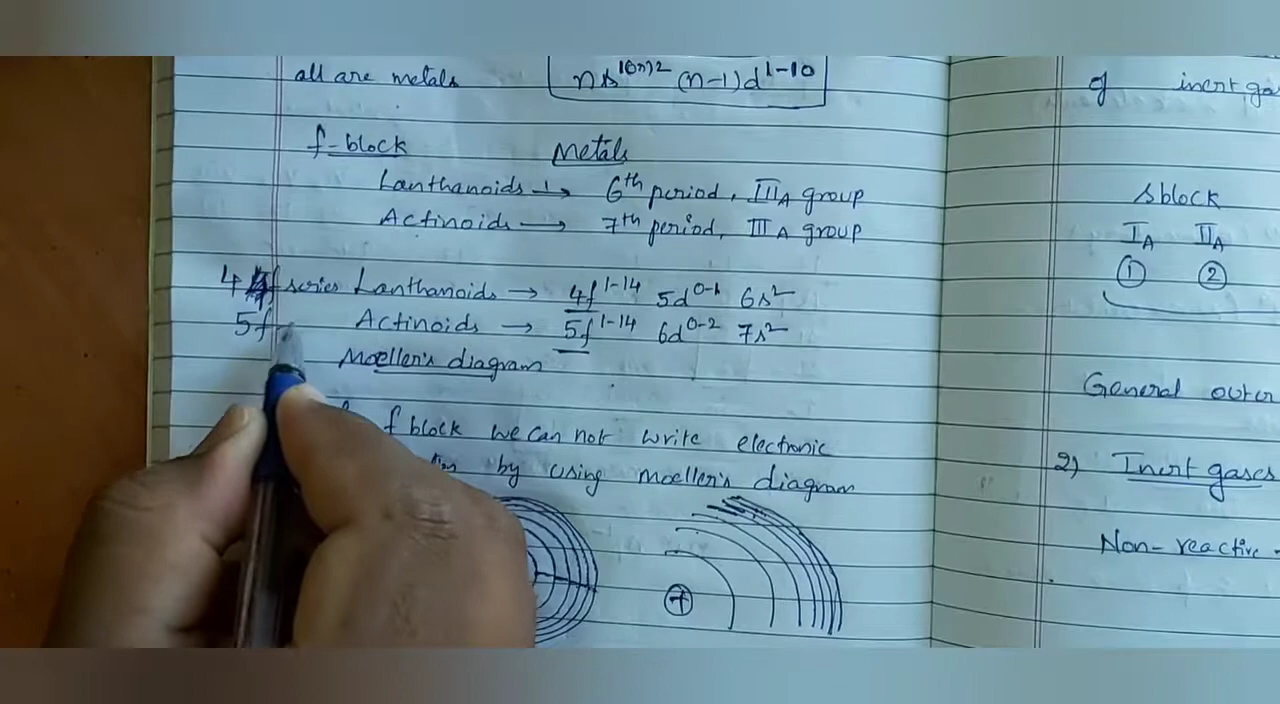 all are metals ns¹⁽ᵒʳ⁾² (n-1)d¹⁻¹⁰
f-block Metals
Lanthanoids → 6th period, IIIA group
Actinoids → 7th period, IIIA group
4f series Lanthanoids → 4f¹⁻¹⁴ 5d⁰⁻¹ 6s²
5f Actinoids → 5f¹⁻¹⁴ 6d⁰⁻² 7s²
Moeller's diagram
f block we can not write electronic
by using moeller's diagram
+
of inert ga
s block
IA IIA
1 2
General outer
2) Inert gases
Non-reactive